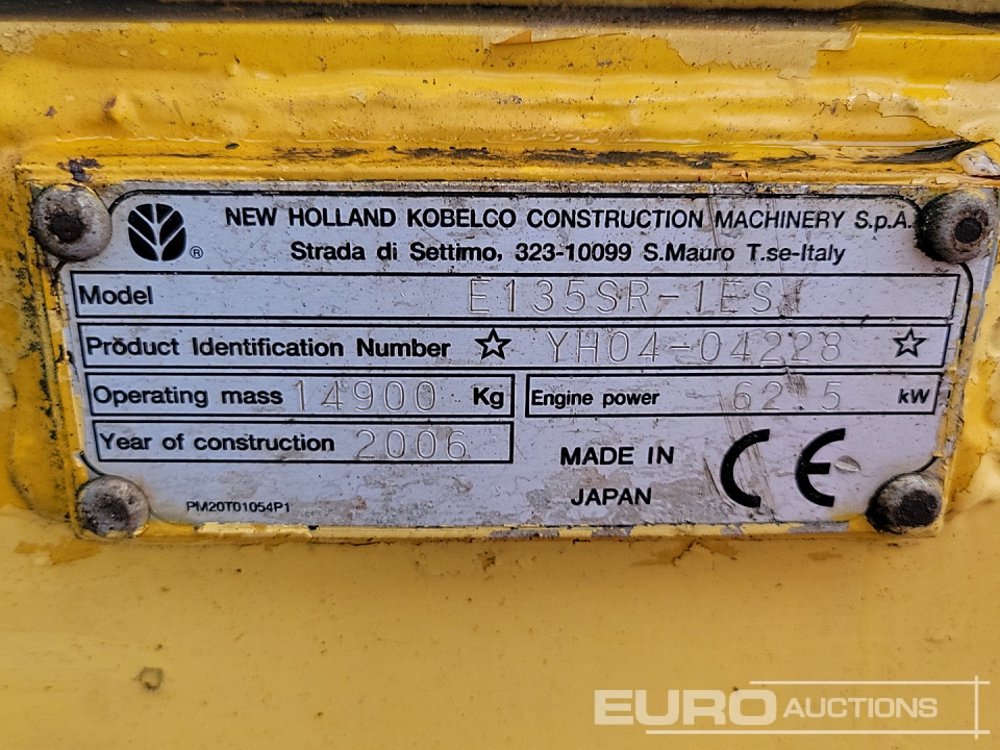 NEW HOLLAND KOBELCO CONSTRUCTION MACHINERY S.p.A.
Strada di Settimo, 323-10099 S.Mauro T.se-Italy
Model E135SR-1ES
Product Identification Number ☆ YH04-04228 ☆
Operating mass 14900 Kg Engine power 62.5 kW
Year of construction 2006
MADE IN
JAPAN
CE
PM20T01054P1
®
EURO AUCTIONS